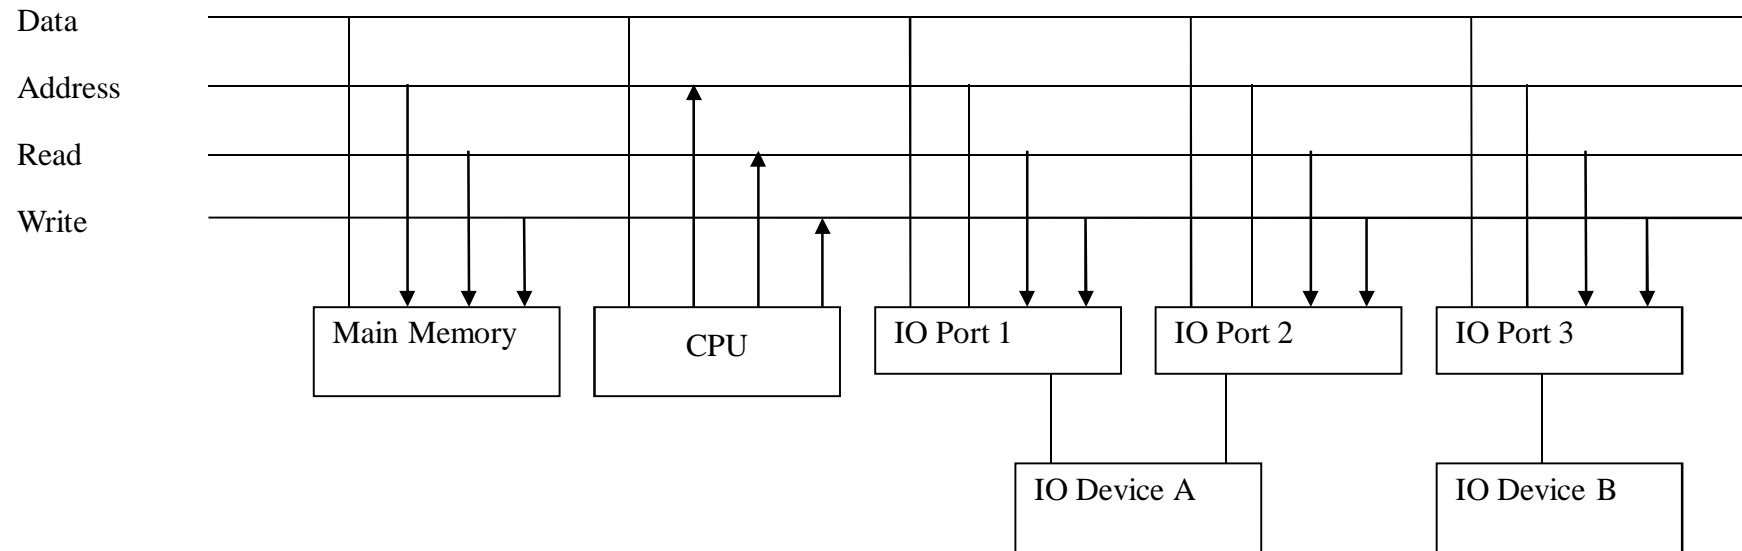 Data
Address
Read
Write
Main Memory
CPU
IO Port 1
IO Port 2
IO Port 3
IO Device A
IO Device B